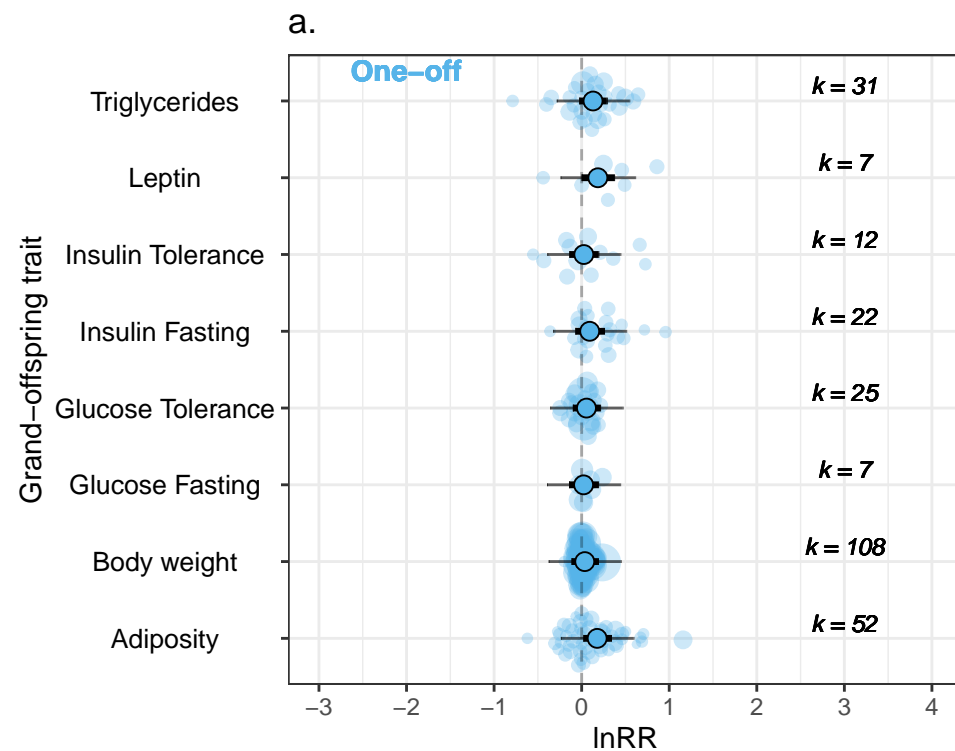 a.
One−off
Triglycerides
k = 31
Leptin
k = 7
Insulin Tolerance
k = 12
Insulin Fasting
k = 22
Glucose Tolerance
k = 25
Glucose Fasting
k = 7
Body weight
k = 108
Adiposity
k = 52
Grand−offspring trait
−3 −2 −1 0 1 2 3 4
lnRR